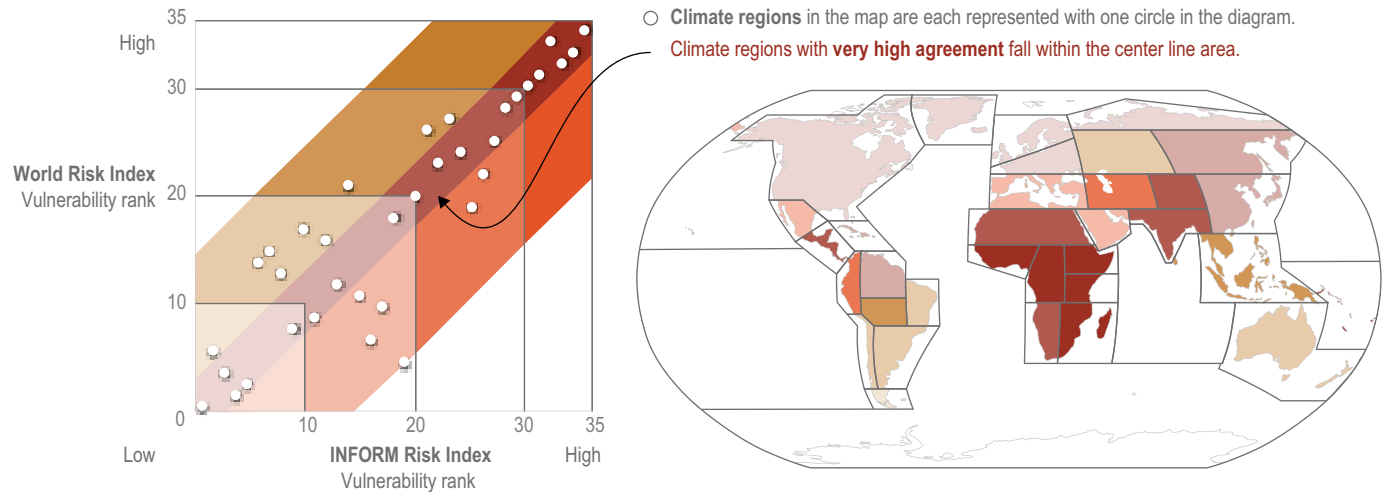 35
High
30
World Risk Index
Vulnerability rank
20
10
0
10
20
30
35
Low
INFORM Risk Index
High
Vulnerability rank
Climate regions in the map are each represented with one circle in the diagram.
Climate regions with very high agreement fall within the center line area.